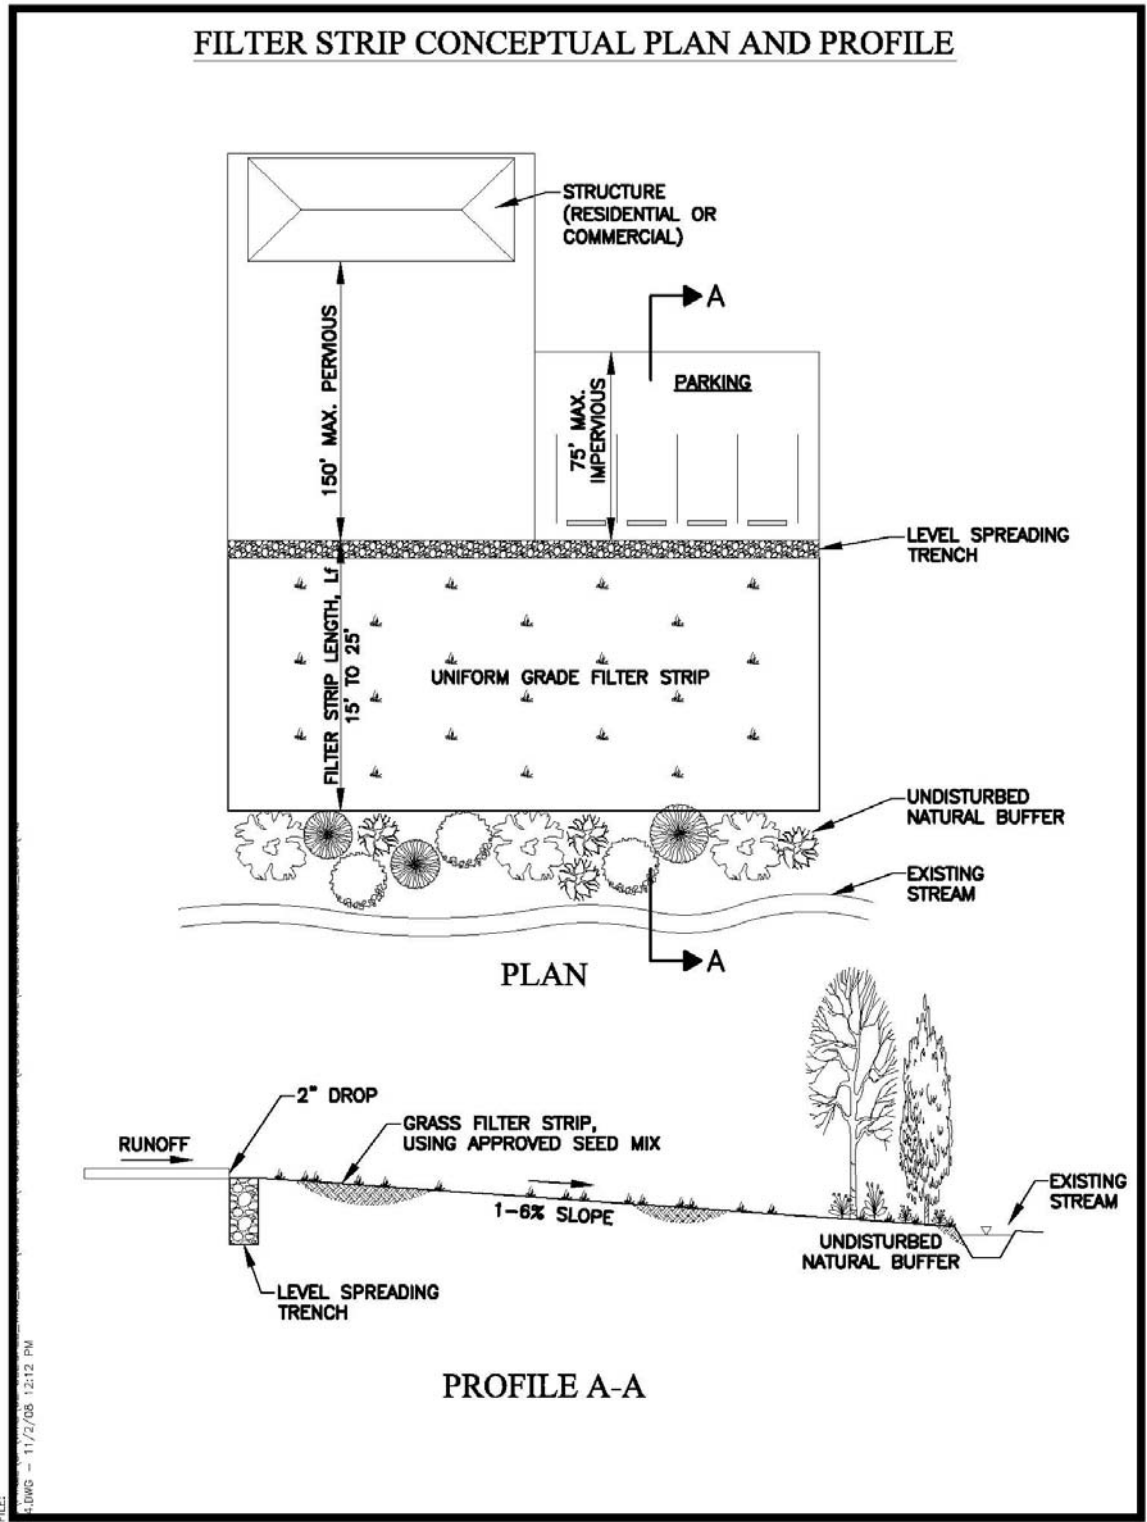 FILTER STRIP CONCEPTUAL PLAN AND PROFILE
STRUCTURE
(RESIDENTIAL OR
COMMERCIAL)
A
150' MAX. PERVIOUS
75' MAX.
IMPERVIOUS
PARKING
LEVEL SPREADING
TRENCH
FILTER STRIP LENGTH, Lf
15' TO 25'
UNIFORM GRADE FILTER STRIP
UNDISTURBED
NATURAL BUFFER
EXISTING
STREAM
A
PLAN
2" DROP
RUNOFF
GRASS FILTER STRIP,
USING APPROVED SEED MIX
1-6% SLOPE
EXISTING
STREAM
UNDISTURBED
NATURAL BUFFER
LEVEL SPREADING
TRENCH
PROFILE A-A
FILE:
4.DWG - 11/2/08 12:12 PM